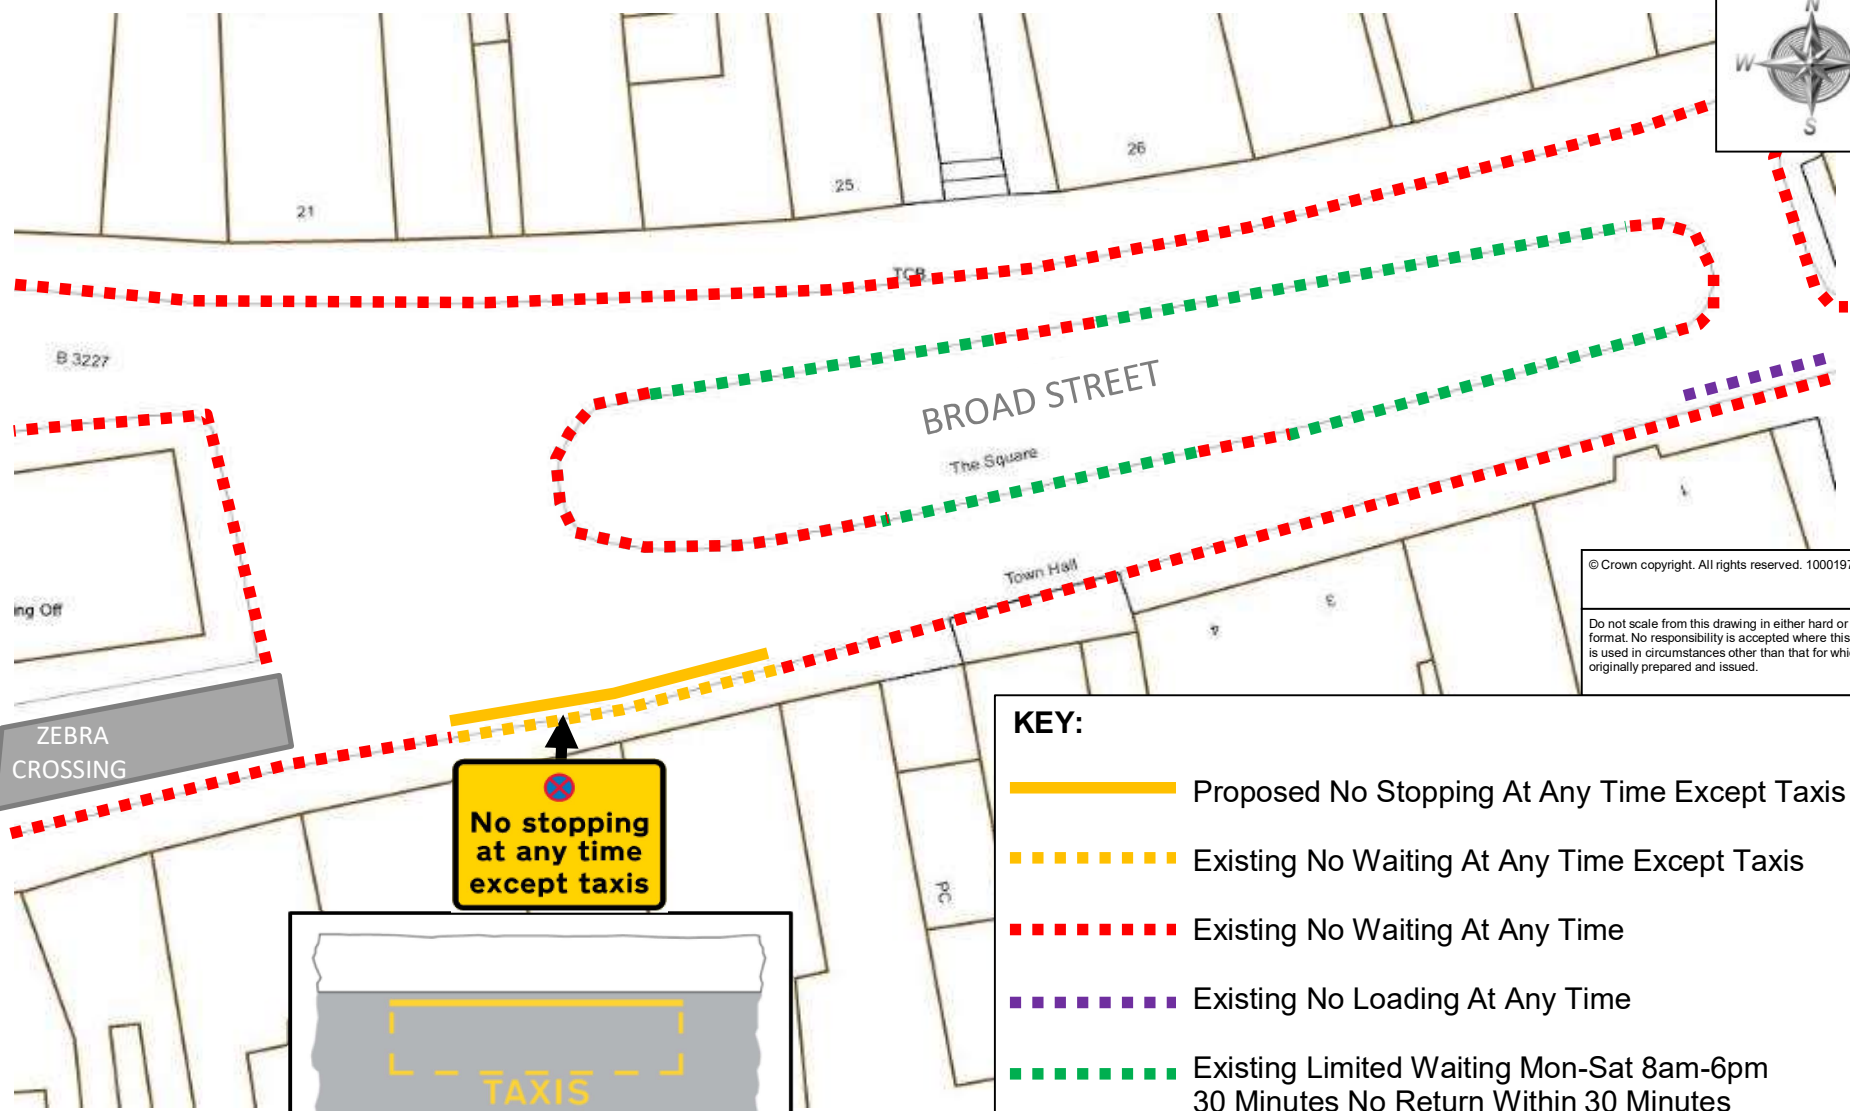 N
W
S
26
25
21
TCB
B 3227
BROAD STREET
The Square
1
Town Hall
3
4
© Crown copyright. All rights reserved. 100019
Do not scale from this drawing in either hard or
format. No responsibility is accepted where this
is used in circumstances other than that for
originally prepared and issued.
ing Off
ZEBRA
CROSSING
No stopping
at any time
except taxis
PC
TAXIS
KEY:
Proposed No Stopping At Any Time Except Taxis
Existing No Waiting At Any Time Except Taxis
Existing No Waiting At Any Time
Existing No Loading At Any Time
Existing Limited Waiting Mon-Sat 8am-6pm
30 Minutes No Return Within 30 Minutes